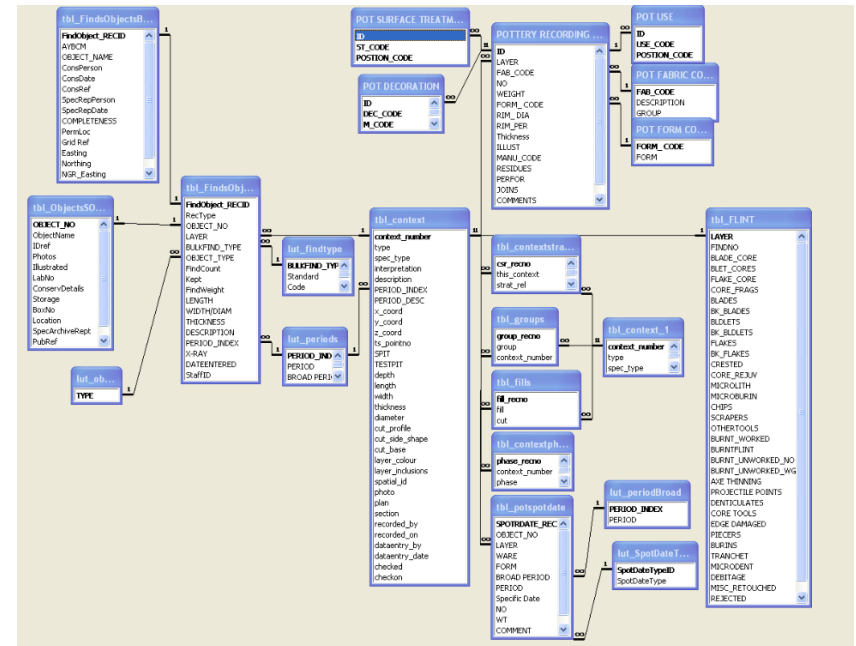 tbl_FindsObjectsB...
FindObject_RECID
AYBCM
OBJECT_NAME
ConsPerson
ConsDate
ConsRef
SpecRepPerson
SpecRepDate
COMPLETENESS
PermLoc
Grid Ref
Easting
Northing
NGR_Easting
POT SURFACE TREATM...
ID
ST_CODE
POSTION_CODE
POT DECORATION
ID
DEC_CODE
M_CODE
POTTERY RECORDING ...
ID
LAYER
FAB_CODE
NO
WEIGHT
FORM_CODE
RIM_DIA
RIM_PER
Thickness
ILLUST
MANU_CODE
RESIDUES
PERFOR
JOINS
COMMENTS
POT USE
ID
USE_CODE
POSTION_CODE
POT FABRIC CO...
FAB_CODE
DESCRIPTION
GROUP
POT FORM CO...
FORM_CODE
FORM
tbl_ObjectsSO...
OBJECT_NO
ObjectName
IDref
Photos
Illustrated
LabNo
ConservDetails
Storage
BoxNo
Location
SpecArchiveRept
PubRef
lut_ob...
TYPE
tbl_FindsObj...
FindObject_RECID
RecType
OBJECT_NO
LAYER
BULKFIND_TYPE
OBJECT_TYPE
FindCount
Kept
FindWeight
LENGTH
WIDTH/DIAM
THICKNESS
DESCRIPTION
PERIOD_INDEX
X-RAY
DATEENTERED
StaffID
lut_findtype
BULKFIND_TYP
Standard
Code
lut_periods
PERIOD_IND
PERIOD
BROAD PERI
tbl_context
context_number
type
spec_type
interpretation
description
PERIOD_INDEX
PERIOD_DESC
x_coord
y_coord
z_coord
ts_pointno
SPIT
TESTPIT
depth
length
width
thickness
diameter
cut_profile
cut_side_shape
cut_base
layer_colour
layer_indusions
spatial_id
photo
plan
section
recorded_by
recorded_on
dataentry_by
dataentry_date
checked
checkon
tbl_contextstra...
csr_recno
this_context
strat_rel
tbl_groups
group_recno
group
context_number
tbl_fills
fill_recno
fill
cut
tbl_contextph...
phase_recno
context_number
phase
tbl_potspotdate
SPOTRDATE_REC
OBJECT_NO
LAYER
WARE
FORM
BROAD PERIOD
PERIOD
Specific Date
NO
WT
COMMENT
tbl_context_1
context_number
type
spec_type
lut_periodBroad
PERIOD_INDEX
PERIOD
lut_SpotDateT...
SpotDateTypeID
SpotDateType
tbl_FLINT
LAYER
FINDNO
BLADE_CORE
BLET_CORES
FLAKE_CORE
CORE_FRAGS
BLADES
BK_BLADES
BLDLETS
BK_BLDLETS
FLAKES
BK_FLAKES
CRESTED
CORE_REJUV
MICROLITH
MICROBURIN
CHIPS
SCRAPERS
OTHERTOOLS
BURNT_WORKED
BURNTFLINT
BURNT_UNWORKED_NO
BURNT_UNWORKED_WG
AXE THINNING
PROJECTILE POINTS
DENTICULATES
CORE TOOLS
EDGE DAMAGED
PIECERS
BURINS
TRANCHET
MICRODENT
DEBITAGE
MISC_RETOUCHED
REJECTED